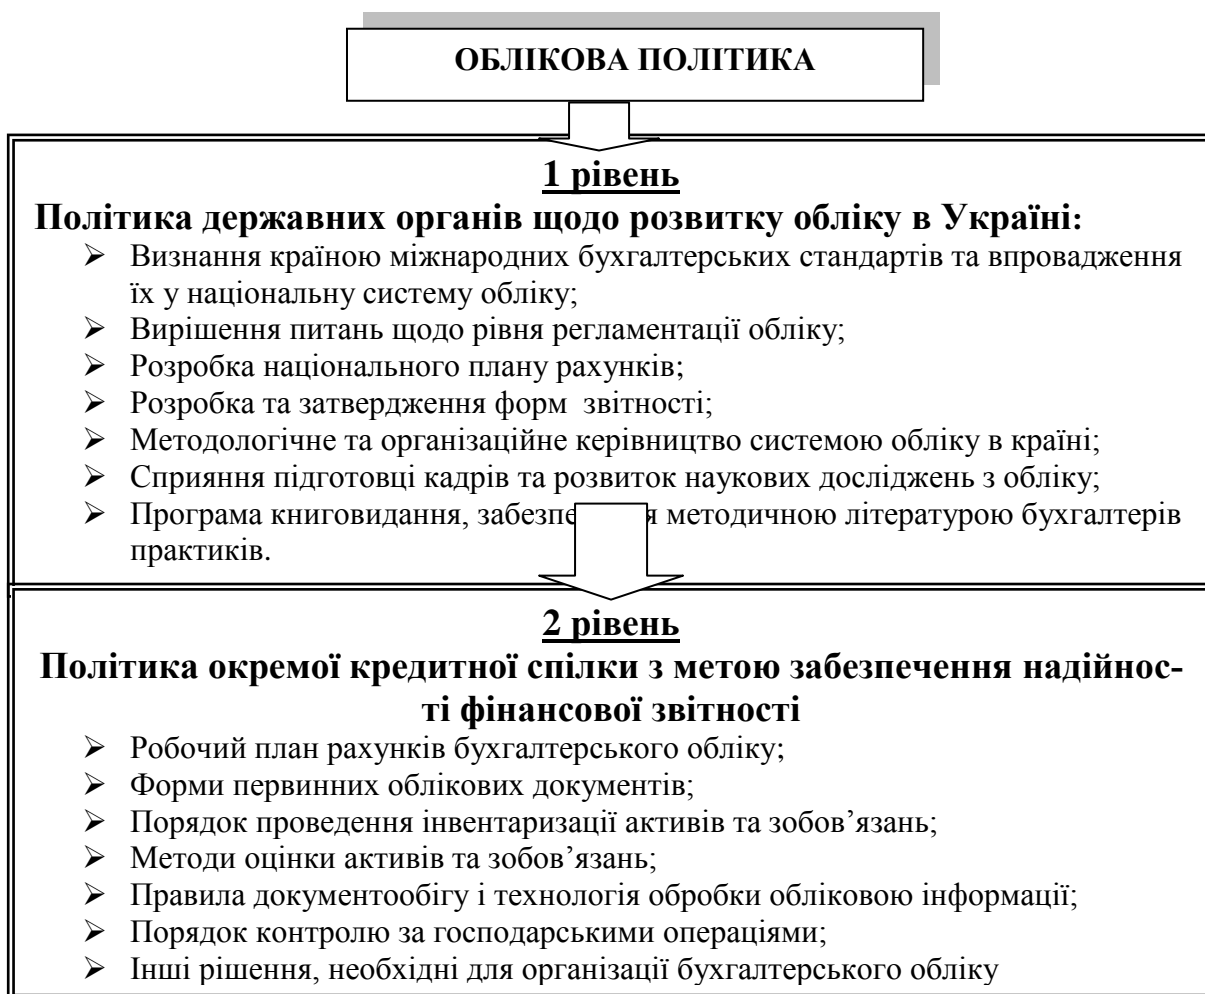 ОБЛІКОВА ПОЛІТИКА
1 рівень
Політика державних органів щодо розвитку обліку в Україні:
➢ Визнання країною міжнародних бухгалтерських стандартів та впровадження
їх у національну систему обліку;
➢ Вирішення питань щодо рівня регламентації обліку;
➢ Розробка національного плану рахунків;
➢ Розробка та затвердження форм звітності;
➢ Методологічне та організаційне керівництво системою обліку в країні;
➢ Сприяння підготовці кадрів та розвиток наукових досліджень з обліку;
➢ Програма книговидання, методичною літературою бухгалтерів
практиків.
2 рівень
Політика окремої кредитної спілки з метою забезпечення надійнос-
ті фінансової звітності
➢ Робочий план рахунків бухгалтерського обліку;
➢ Форми первинних облікових документів;
➢ Порядок проведення інвентаризації активів та зобов’язань;
➢ Методи оцінки активів та зобов’язань;
➢ Правила документообігу і технологія обробки обліковою інформації;
➢ Порядок контролю за господарськими операціями;
➢ Інші рішення, необхідні для організації бухгалтерського обліку